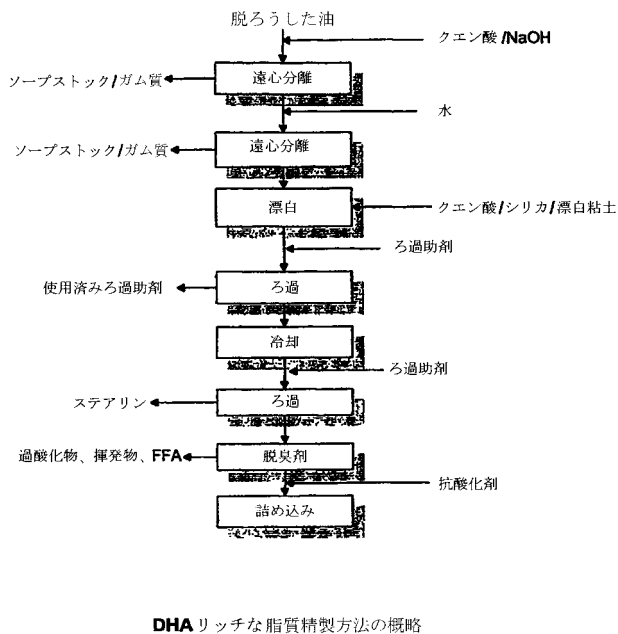 脱ろうした油
クエン酸/NaOH
遠心分離
ソープストック/ガム質
水
遠心分離
ソープストック/ガム質
漂白
クエン酸/シリカ/漂白粘土
ろ過助剤
ろ過
使用済みろ過助剤
冷却
ろ過助剤
ろ過
ステアリン
脱臭剤
過酸化物、揮発物、FFA
抗酸化剤
詰め込み
DHAリッチな脂質精製方法の概略